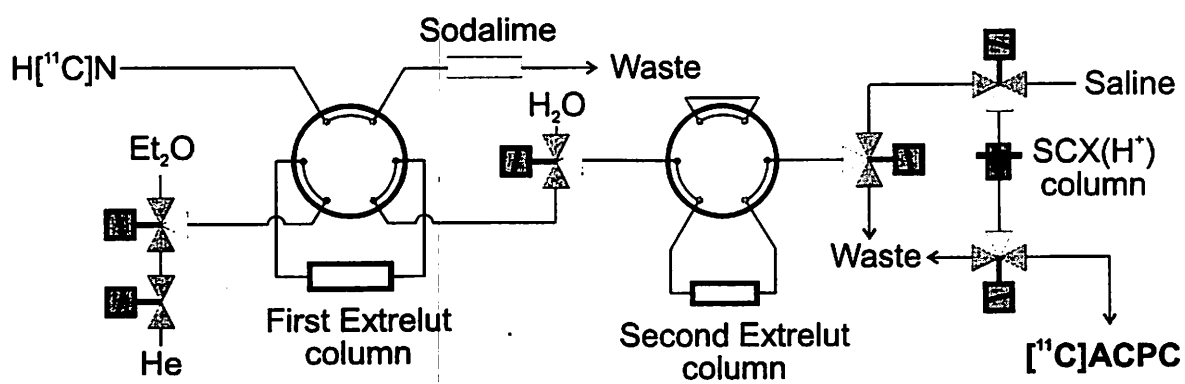 Sodalime
H[¹¹C]N
Waste
Saline
H₂O
Et₂O
SCX(H⁺)
column
Waste
First Extrelut
column
Second Extrelut
column
He
[¹¹C]ACPC